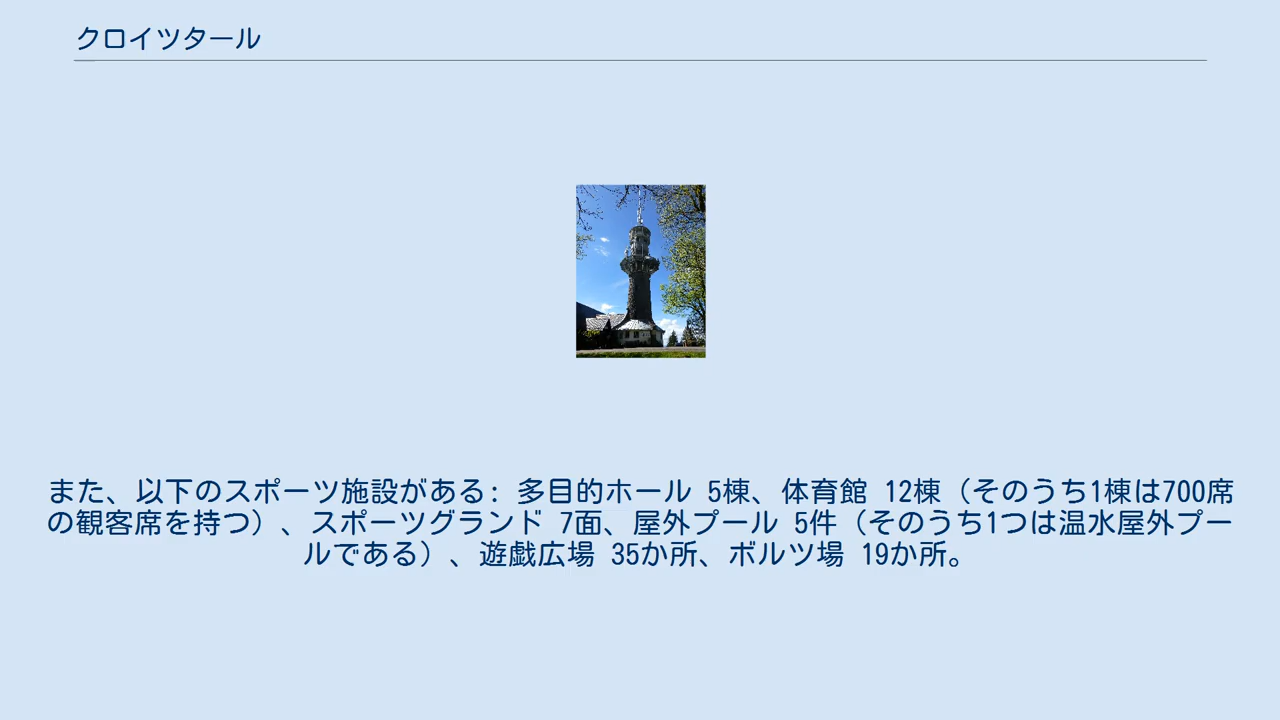 クロイツタール
また、以下のスポーツ施設がある: 多目的ホール 5棟、体育館 12棟（そのうち1棟は700席
の観客席を持つ）、スポーツグランド 7面、屋外プール 5件（そのうち1つは温水屋外プー
ルである）、遊戯広場 35か所、ボルツ場 19か所。